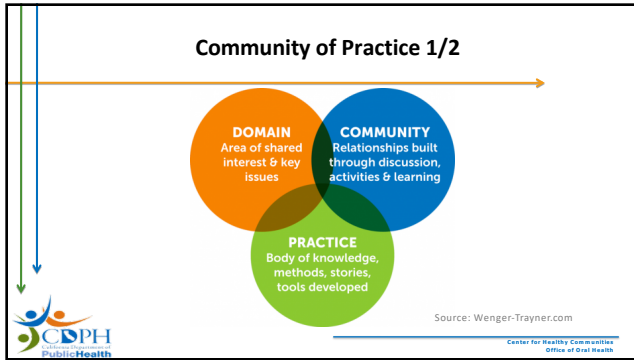 Community of Practice 1/2
DOMAIN
Area of shared
interest & key
issues
COMMUNITY
Relationships built
through discussion,
activities & learning
PRACTICE
Body of knowledge,
methods, stories,
tools developed
Source: Wenger-Trayner.com
CDPH
California Department of
PublicHealth
Center for Healthy Communities
Office of Oral Health